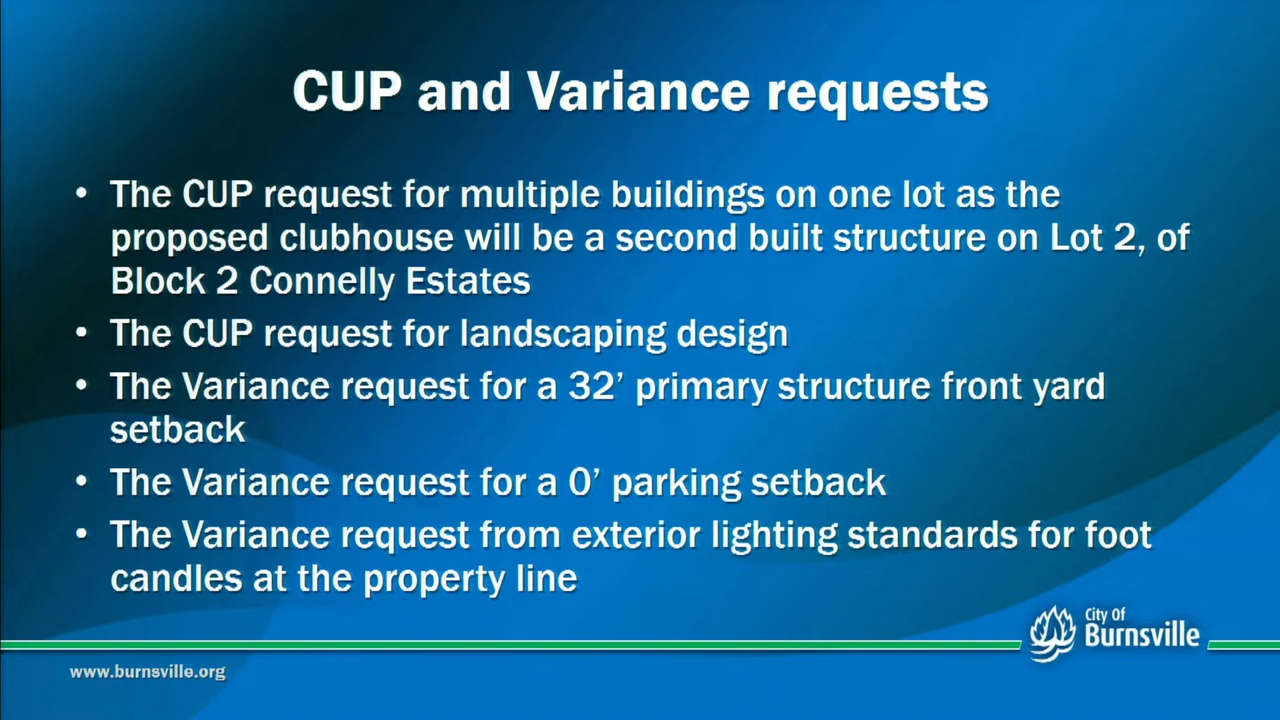 CUP and Variance requests
• The CUP request for multiple buildings on one lot as the
proposed clubhouse will be a second built structure on Lot 2, of
Block 2 Connelly Estates
• The CUP request for landscaping design
• The Variance request for a 32’ primary structure front yard
setback
• The Variance request for a 0’ parking setback
• The Variance request from exterior lighting standards for foot
candles at the property line
City Of
Burnsville
www.burnsville.org